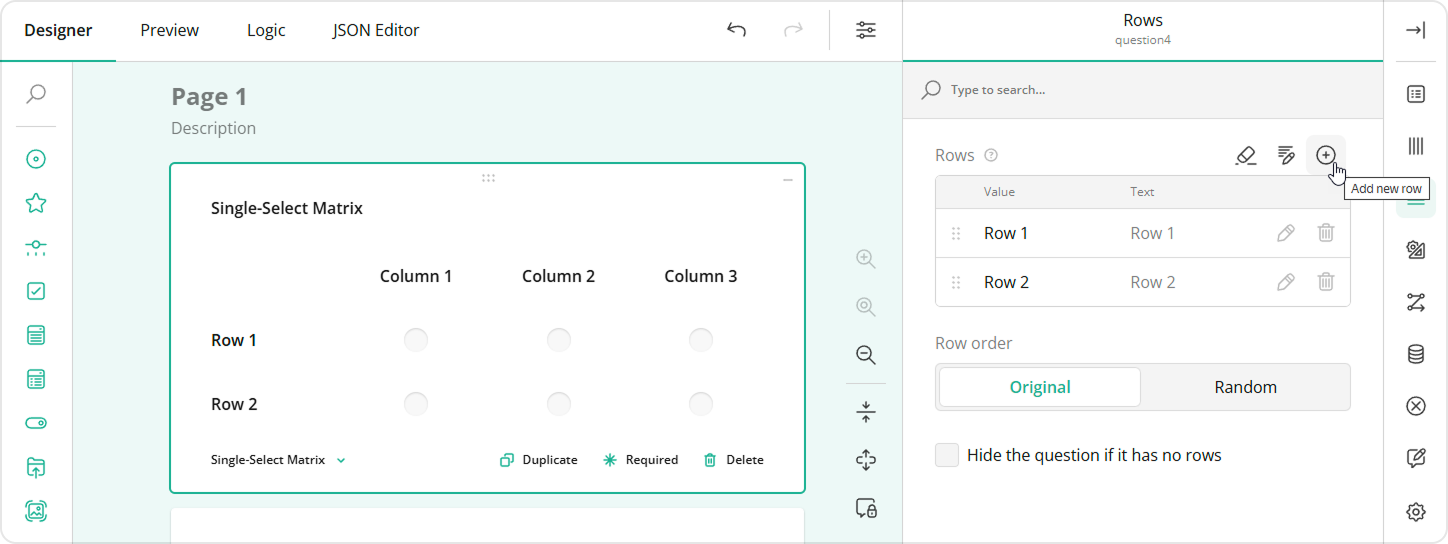 Designer Preview Logic JSON Editor
Rows
question4
Type to search...
Page 1
Description
Single-Select Matrix
Column 1 Column 2 Column 3
Row 1
Row 2
Single-Select Matrix Duplicate Required Delete
Rows
Add new row
Value Text
Row 1 Row 1
Row 2 Row 2
Row order
Original Random
Hide the question if it has no rows